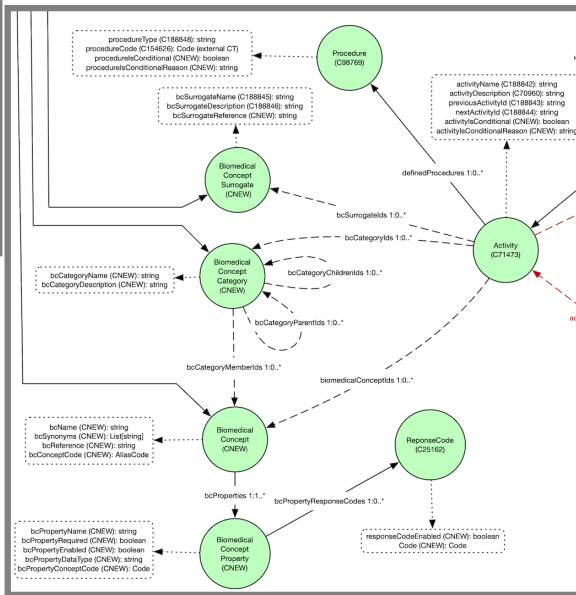 procedureType (C188848): string
procedureCode (C154626): Code (external CT)
procedureIsConditional (CNEW): boolean
procedureIsConditionalReason (CNEW): string
Procedure
(C98769)
activityName (C188842): string
activityDescription (C70960): string
previousActivityId (C188843): string
nextActivityId (C188844): string
activityIsConditional (CNEW): boolean
activityIsConditionalReason (CNEW): string
bcSurrogateName (C188845): string
bcSurrogateDescription (C188846): string
bcSurrogateReference (CNEW): string
definedProcedures 1:0..*
Biomedical
Concept
Surrogate
(CNEW)
bcSurrogateIds 1:0..*
bcCategoryIds 1:0..*
Activity
(C71473)
Biomedical
Concept
Category
(CNEW)
bcCategoryName (CNEW): string
bcCategoryDescription (CNEW): string
bcCategoryChildrenIds 1:0..*
bcCategoryParentIds 1:0..*
bcCategoryMemberIds 1:0..*
biomedicalConceptIds 1:0..*
bcName (CNEW): string
bcSynonyms (CNEW): List[string]
bcReference (CNEW): string
bcConceptCode (CNEW): AliasCode
Biomedical
Concept
(CNEW)
ReponseCode
(C25162)
bcProperties 1:1..*
bcPropertyResponseCodes 1:0..*
bcPropertyName (CNEW): string
bcPropertyRequired (CNEW): boolean
bcPropertyEnabled (CNEW): boolean
bcPropertyDataType (CNEW): string
bcPropertyConceptCode (CNEW): Code
Biomedical
Concept
Property
(CNEW)
responseCodeEnabled (CNEW): boolean
Code (CNEW): Code